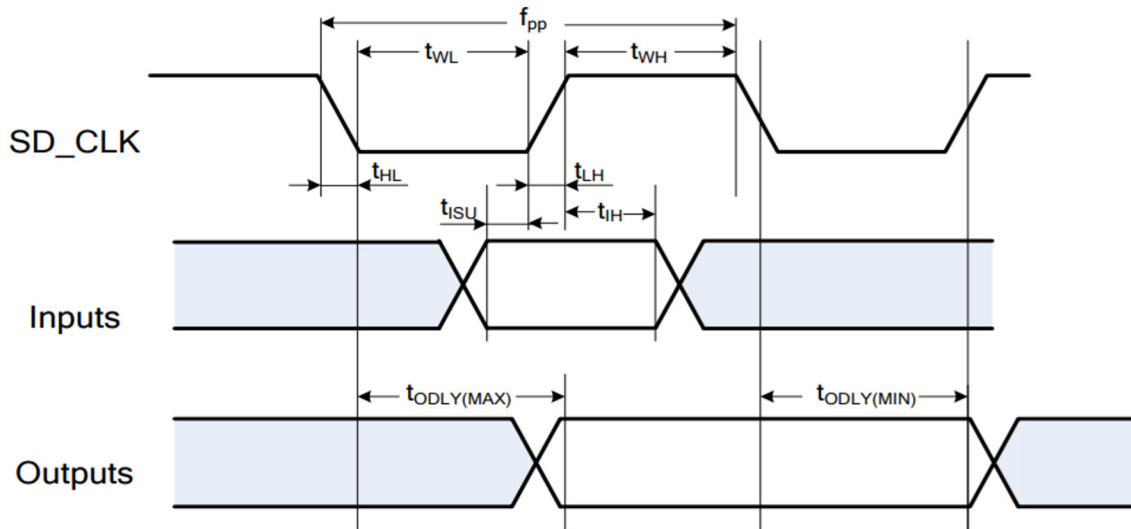 fpp
tWL
tWH
SD_CLK
tHL
tLH
tISU
tIH
Inputs
tODLY(MAX)
tODLY(MIN)
Outputs